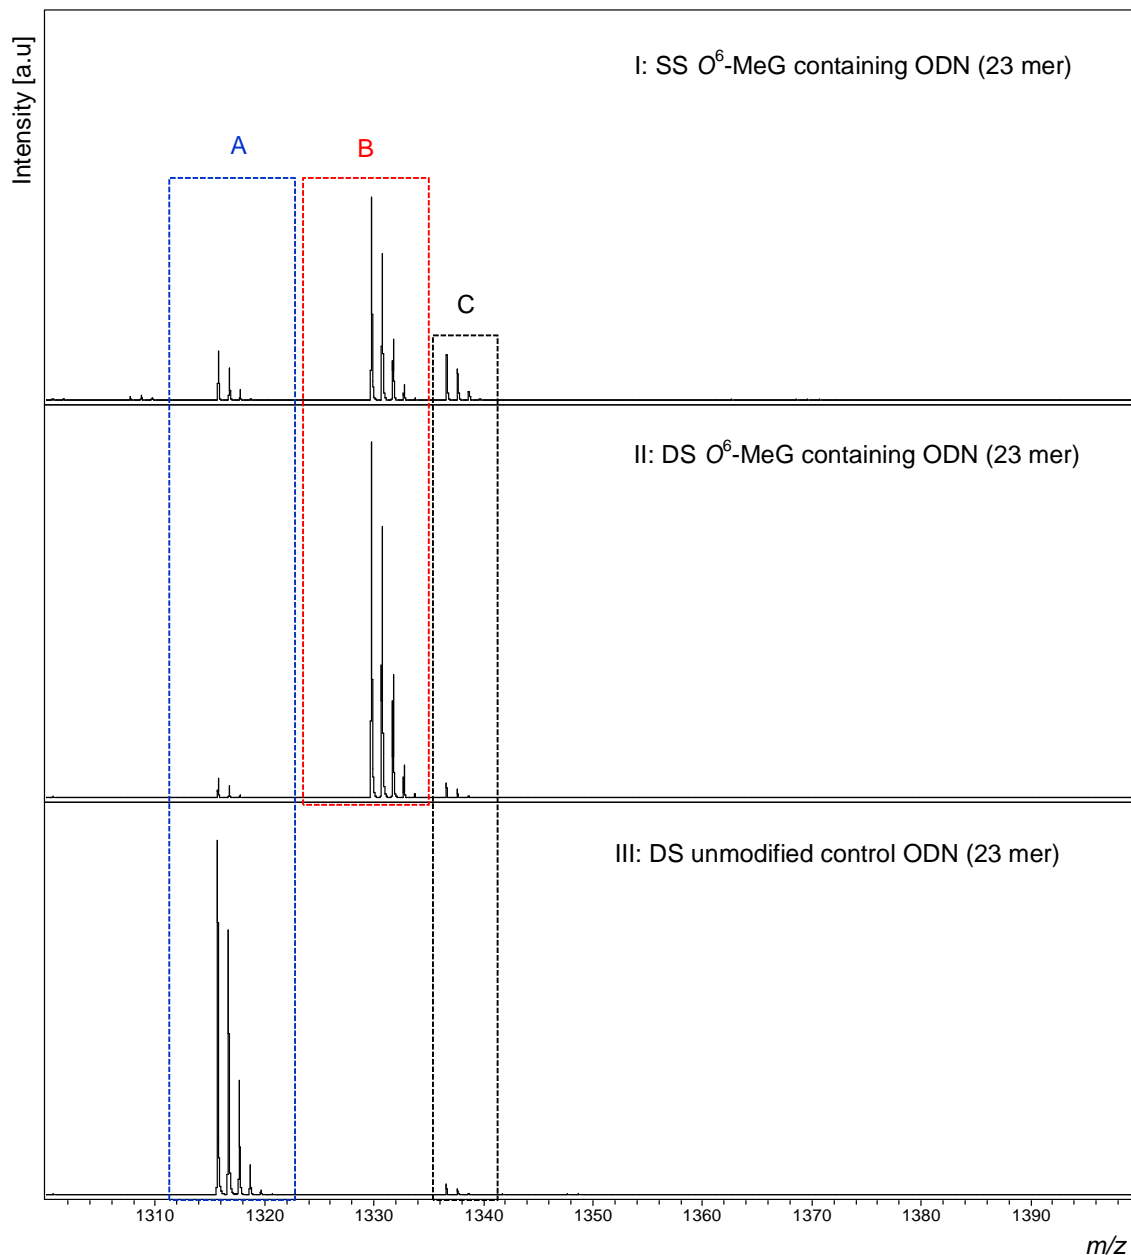 Intensity [a.u]
I: SS O⁶-MeG containing ODN (23 mer)
A
B
C
II: DS O⁶-MeG containing ODN (23 mer)
III: DS unmodified control ODN (23 mer)
1310 1320 1330 1340 1350 1360 1370 1380 1390
m/z